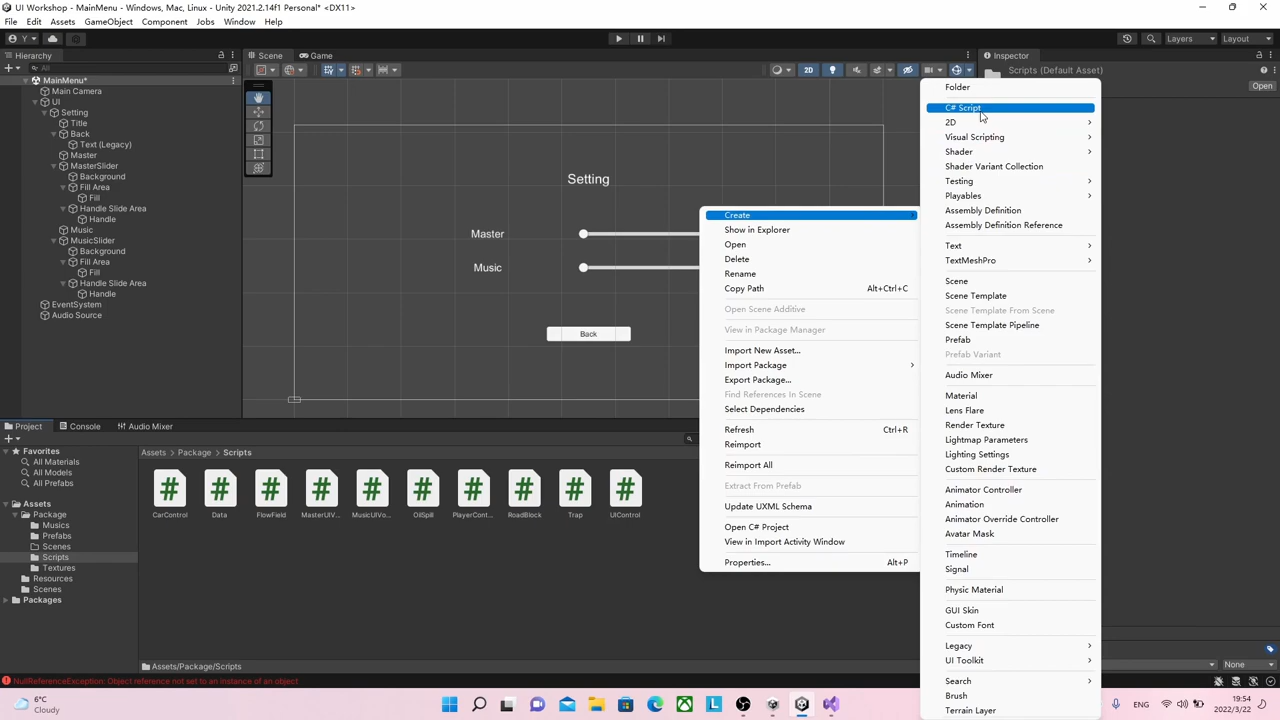 UI Workshop - MainMenu - Windows, Mac, Linux - Unity 2021.2.14f1 Personal* <DX11>
File Edit Assets GameObject Component Jobs Window Help
Y
Layers Layout
Hierarchy
Scene Game
Inspector
All
2D
Scripts (Default Asset)
Open
MainMenu*
Main Camera
UI
Setting
Title
Back
Text (Legacy)
Master
MasterSlider
Background
Fill Area
Fill
Handle Slide Area
Handle
Music
MusicSlider
Background
Fill Area
Fill
Handle Slide Area
Handle
EventSystem
Audio Source
Setting
Master
Music
Back
Create
Show in Explorer
Open
Delete
Rename
Copy Path Alt+Ctrl+C
Open Scene Additive
View in Package Manager
Import New Asset...
Import Package
Export Package...
Find References In Scene
Select Dependencies
Refresh Ctrl+R
Reimport
Reimport All
Extract From Prefab
Update UXML Schema
Open C# Project
View in Import Activity Window
Properties... Alt+P
Folder
C# Script
2D
Visual Scripting
Shader
Shader Variant Collection
Testing
Playables
Assembly Definition
Assembly Definition Reference
Text
TextMeshPro
Scene
Scene Template
Scene Template From Scene
Scene Template Pipeline
Prefab
Prefab Variant
Audio Mixer
Material
Lens Flare
Render Texture
Lightmap Parameters
Lighting Settings
Custom Render Texture
Animator Controller
Animation
Animator Override Controller
Avatar Mask
Timeline
Signal
Physic Material
GUI Skin
Custom Font
Legacy
UI Toolkit
Search
Brush
Terrain Layer
Project Console Audio Mixer
Favorites
All Materials
All Models
All Prefabs
Assets
Package
Musics
Prefabs
Scenes
Scripts
Textures
Resources
Scenes
Packages
Assets > Package > Scripts
CarControl Data FlowField MasterUIV... MusicUIVo... OilSpill PlayerCont... RoadBlock Trap UIControl
Assets/Package/Scripts
None
NullReferenceException: Object reference not set to an instance of an object
6°C
Cloudy
ENG
19:54
2022/3/22